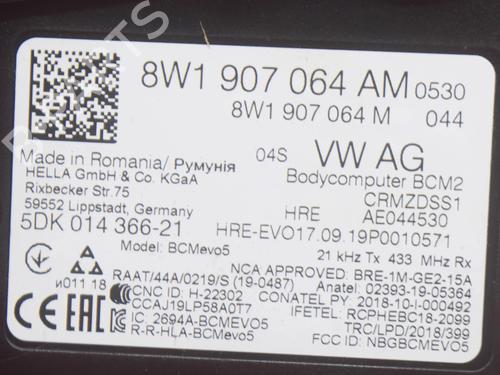 8W1 907 064 AM 0530
8W1 907 064 M 044
Made in Romania/ Румунія 04S VW AG
HELLA GmbH & Co. KGaA Bodycomputer BCM2
Rixbecker Str.75 CRMZDSS1
59552 Lippstadt, Germany HRE AE044530
5DK 014 366-21 HRE-EVO17.09.19P0010571
Model: BCMevo5 21 kHz Tx 433 MHz Rx
NCA APPROVED: BRE-1M-GE2-15A
RAAT/44A/0219/S (19-0487) Anatel: 02393-19-05364
и011 18 CNC ID: H-22302 CONATEL PY 2018-10-I-000492
CCAJ19LP58A0T7 IFETEL: RCPHEBC18-2099
IC: 2694A-BCMEVO5 TRC/LPD/2018/399
R-R-HLA-BCMevo5 FCC ID: NBGBCMEVO5